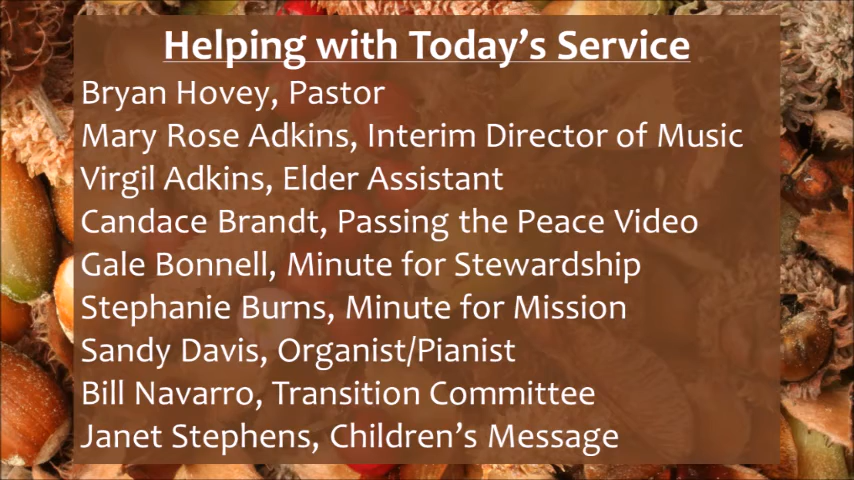 Helping with Today’s Service
Bryan Hovey, Pastor
Mary Rose Adkins, Interim Director of Music
Virgil Adkins, Elder Assistant
Candace Brandt, Passing the Peace Video
Gale Bonnell, Minute for Stewardship
Stephanie Burns, Minute for Mission
Sandy Davis, Organist/Pianist
Bill Navarro, Transition Committee
Janet Stephens, Children’s Message